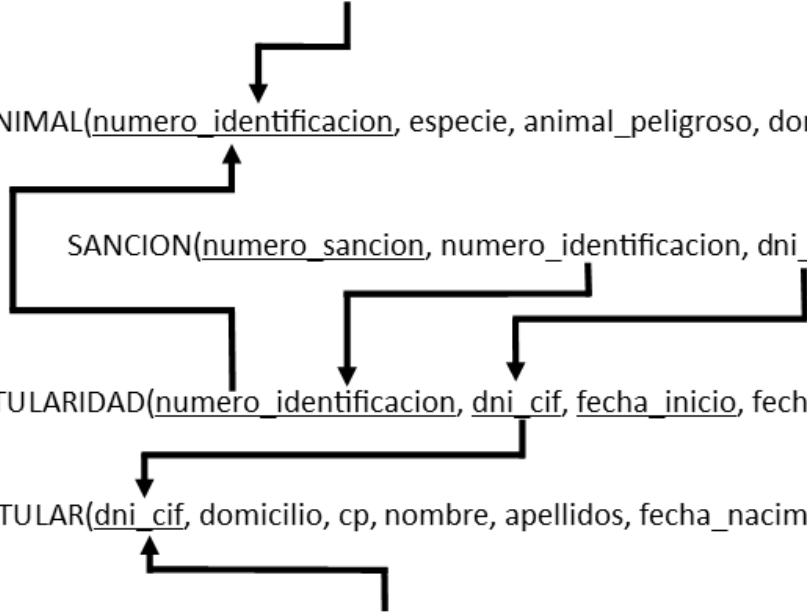 NIMAL(numero_identificacion, especie, animal_peligroso, dor
SANCION(numero_sancion, numero_identificacion, dni_
TULARIDAD(numero_identificacion, dni_cif, fecha_inicio, fech
TULAR(dni_cif, domicilio, cp, nombre, apellidos, fecha_nacim